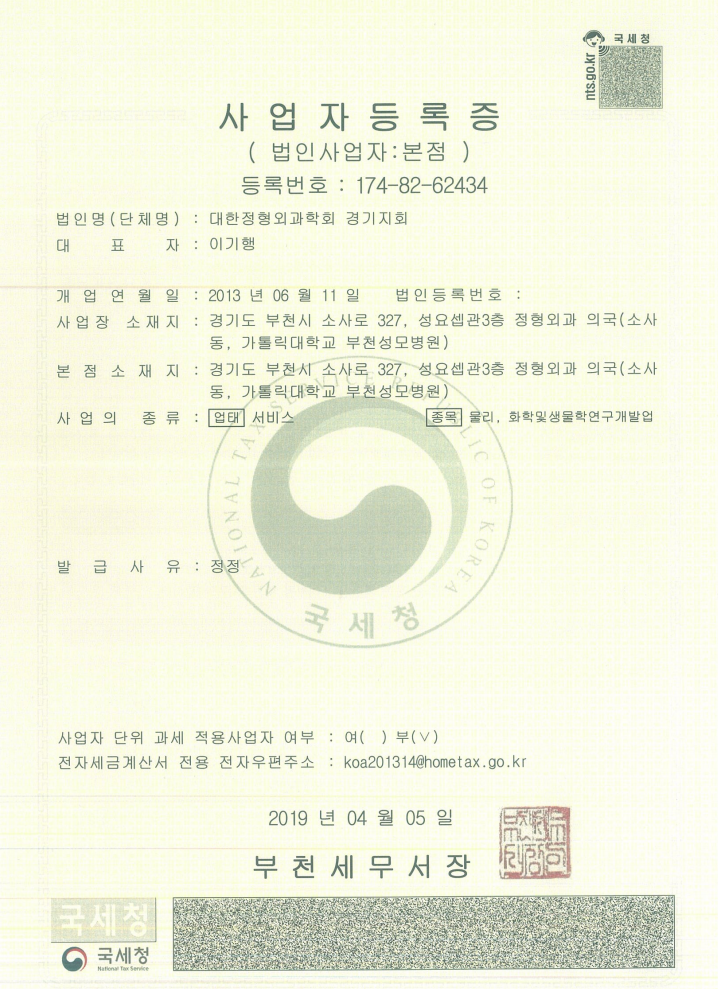 국세청
nts.go.kr
사업자등록증
( 법인사업자:본점 )
등록번호 : 174-82-62434
법인명(단체명) : 대한정형외과학회 경기지회
대 표 자 : 이기행
개 업 연 월 일 : 2013 년 06 월 11 일 법인등록번호 :
사업장 소재지 : 경기도 부천시 소사로 327, 성요셉관3층 정형외과 의국(소사
동, 가톨릭대학교 부천성모병원)
본 점 소 재 지 : 경기도 부천시 소사로 327, 성요셉관3층 정형외과 의국(소사
동, 가톨릭대학교 부천성모병원)
사업의 종류 : 업태 서비스 종목 물리, 화학및생물학연구개발업
NATIONAL TAX SERVICE REPUBLIC OF KOREA
발 급 사 유 : 정정
국세청
사업자 단위 과세 적용사업자 여부 : 여( ) 부(∨)
전자세금계산서 전용 전자우편주소 : koa201314@hometax.go.kr
2019 년 04 월 05 일
부천세무서장
국세청
국세청
National Tax Service